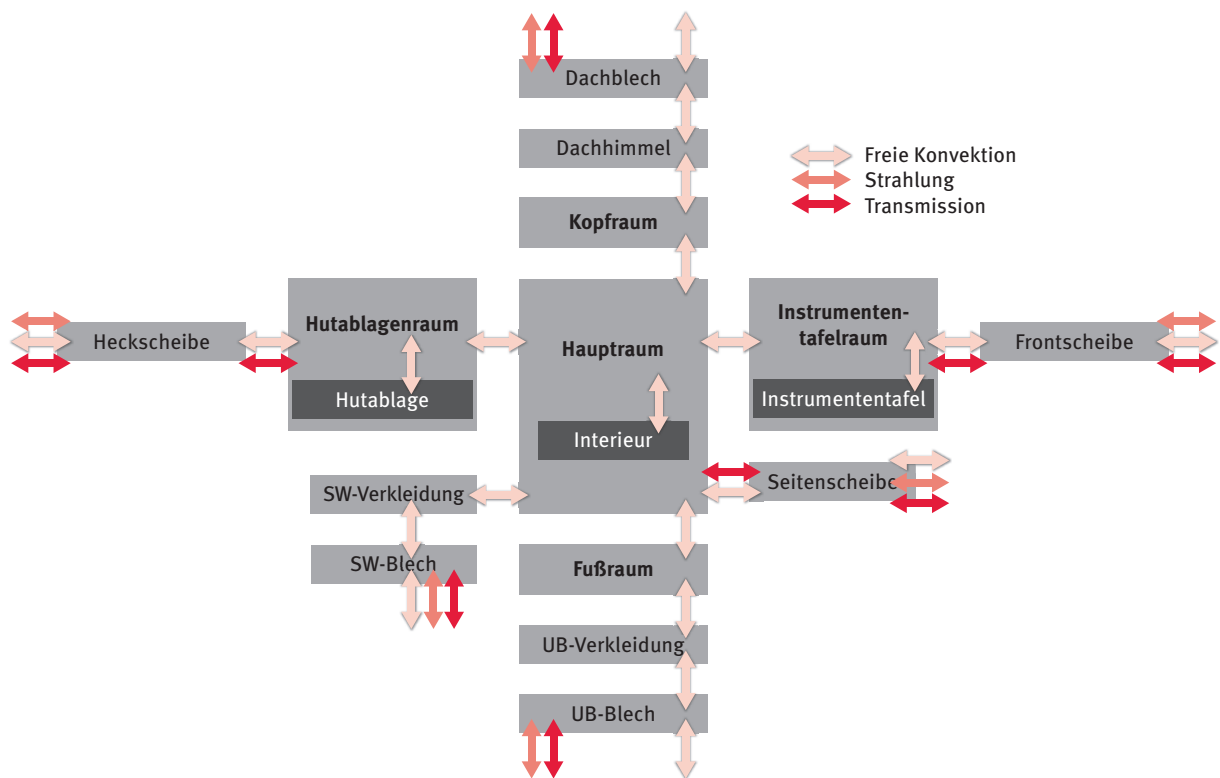 Dachblech
Dachhimmel
Freie Konvektion
Strahlung
Transmission
Kopfraum
Hutablagenraum
Instrumenten-
tafelraum
Heckscheibe
Hauptraum
Frontscheibe
Hutablage
Instrumententafel
Interieur
SW-Verkleidung
Seitenscheibe
SW-Blech
Fußraum
UB-Verkleidung
UB-Blech